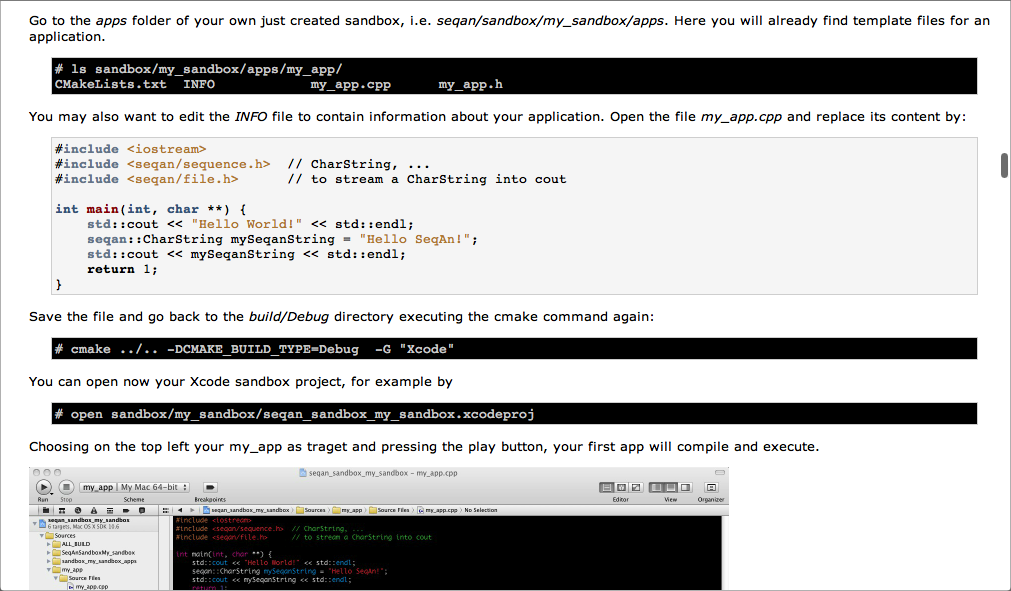 Go to the apps folder of your own just created sandbox, i.e. seqan/sandbox/my_sandbox/apps. Here you will already find template files for an
application.
# ls sandbox/my_sandbox/apps/my_app/
CMakeLists.txt  INFO            my_app.cpp      my_app.h
You may also want to edit the INFO file to contain information about your application. Open the file my_app.cpp and replace its content by:
#include <iostream>
#include <seqan/sequence.h>  // CharString, ...
#include <seqan/file.h>      // to stream a CharString into cout
int main(int, char **) {
    std::cout << "Hello World!" << std::endl;
    seqan::CharString mySeqanString = "Hello SeqAn!";
    std::cout << mySeqanString << std::endl;
    return 1;
}
Save the file and go back to the build/Debug directory executing the cmake command again:
# cmake ../.. -DCMAKE_BUILD_TYPE=Debug  -G "Xcode"
You can open now your Xcode sandbox project, for example by
# open sandbox/my_sandbox/seqan_sandbox_my_sandbox.xcodeproj
Choosing on the top left your my_app as traget and pressing the play button, your first app will compile and execute.
seqan_sandbox_my_sandbox - my_app.cpp
my_app My Mac 64-bit
Run Stop Scheme Breakpoints Editor View Organizer
seqan_sandbox_my_sandbox Sources my_app Source Files my_app.cpp No Selection
seqan_sandbox_my_sandbox
6 targets, Mac OS X SDK 10.6
Sources
ALL_BUILD
SeqAnSandboxMy_sandbox
sandbox_my_sandbox_apps
my_app
Source Files
my_app.cpp
#include <iostream>
#include <seqan/sequence.h>  // CharString, ...
#include <seqan/file.h>      // to stream a CharString into cout
int main(int, char **) {
    std::cout << "Hello World!" << std::endl;
    seqan::CharString mySeqanString = "Hello SeqAn!";
    std::cout << mySeqanString << std::endl;
    return 1;